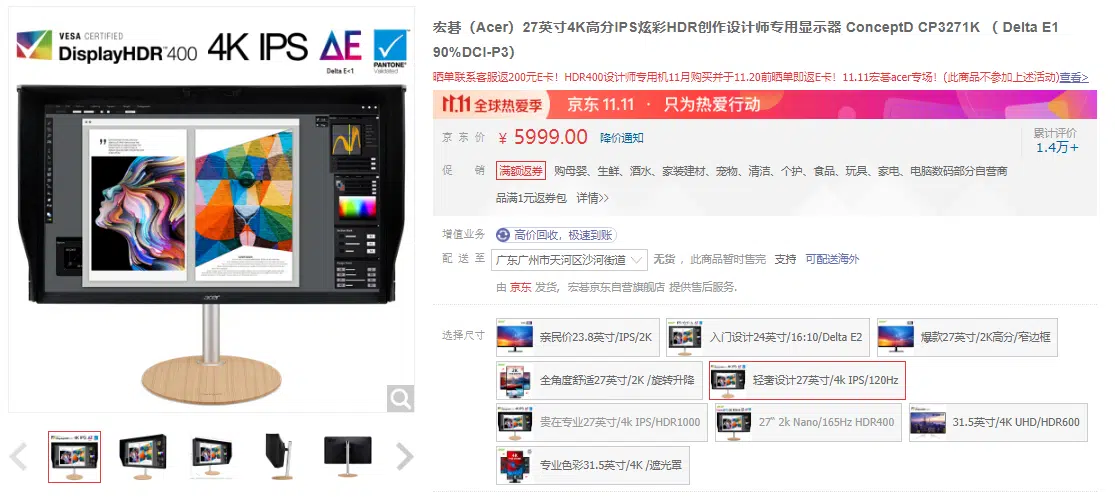 VESA CERTIFIED
DisplayHDR™400
4K IPS
ΔE
Delta E<1
PANTONE®
Validated
acer
宏碁（Acer）27英寸4K高分IPS炫彩HDR创作设计师专用显示器 ConceptD CP3271K （ Delta E1
90%DCI-P3）
晒单联系客服返200元E卡！HDR400设计师专用机11月购买并于11.20前晒单即返E卡！11.11宏碁acer专场！(此商品不参加上述活动)查看>
11.11 全球热爱季 京东 11.11 · 只为热爱行动
京 东 价 ￥ 5999.00 降价通知
累计评价
1.4万+
促 销 满额返券 购母婴、生鲜、酒水、家装建材、宠物、清洁、个护、食品、玩具、家电、电脑数码部分自营商
品满1元返券包 详情>>
增值业务 高价回收，极速到账
配 送 至 广东广州市天河区沙河街道 无货 ，此商品暂时售完 支持 可配送海外
由 京东 发货，宏碁京东自营旗舰店 提供售后服务.
选择尺寸 亲民价23.8英寸/IPS/2K 入门设计24英寸/16:10/Delta E2 爆款27英寸/2K高分/窄边框
全角度舒适27英寸/2K /旋转升降 轻奢设计27英寸/4k IPS/120Hz
贵在专业27英寸/4k IPS/HDR1000 27" 2k Nano/165Hz HDR400 31.5英寸/4K UHD/HDR600
专业色彩31.5英寸/4K /遮光罩